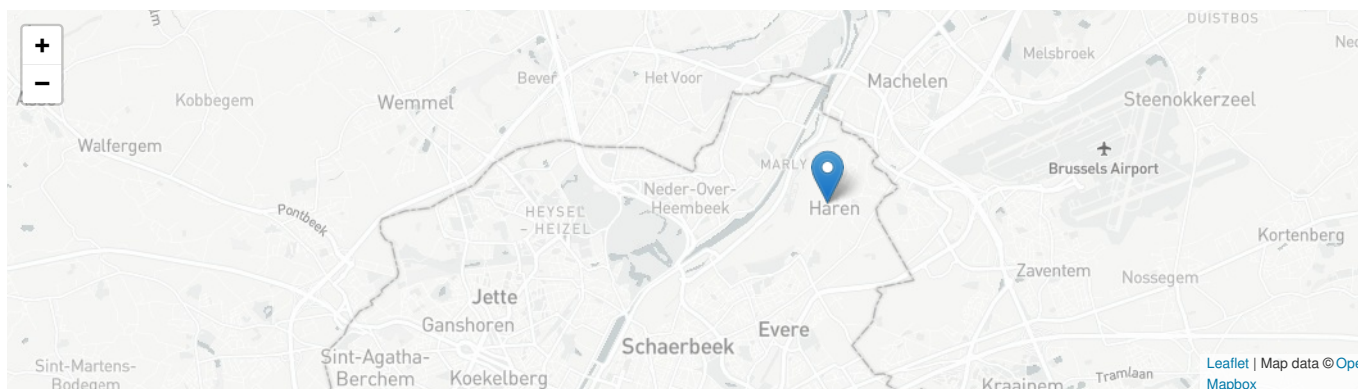 DUISTBOS
+
Melsbroek
Bever
Het Voor
Machelen
−
Kobbegem
Wemmel
Steenokkerzeel
Walfergem
MARLY
Brussels Airport
Neder-Over-
Heembeek
Pontbeek
HEYSEL
- HEIZEL
Haren
Kortenberg
Zaventem
Nossegem
Jette
Ganshoren
Evere
Schaerbeek
Sint-Agatha-
Berchem
Sint-Martens-
Bodegem
Koekelberg
Leaflet | Map data © Ope
Mapbox
Tramlaan
Kraainem